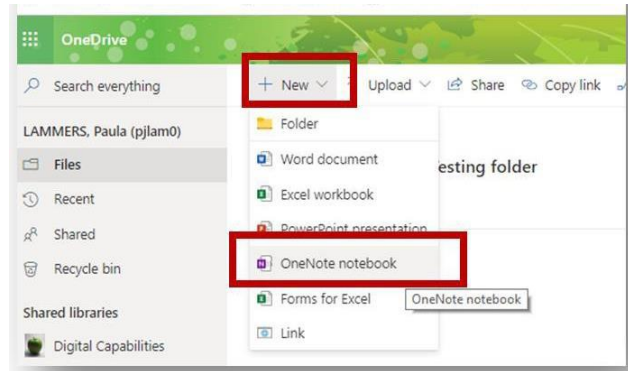 OneDrive
Search everything
+ New Upload Share Copy link
LAMMERS, Paula (pjlam0)
Files
Recent
Shared
Recycle bin
Shared libraries
Digital Capabilities
Folder
Word document
Excel workbook
PowerPoint presentation
OneNote notebook
Forms for Excel
Link
esting folder
OneNote notebook